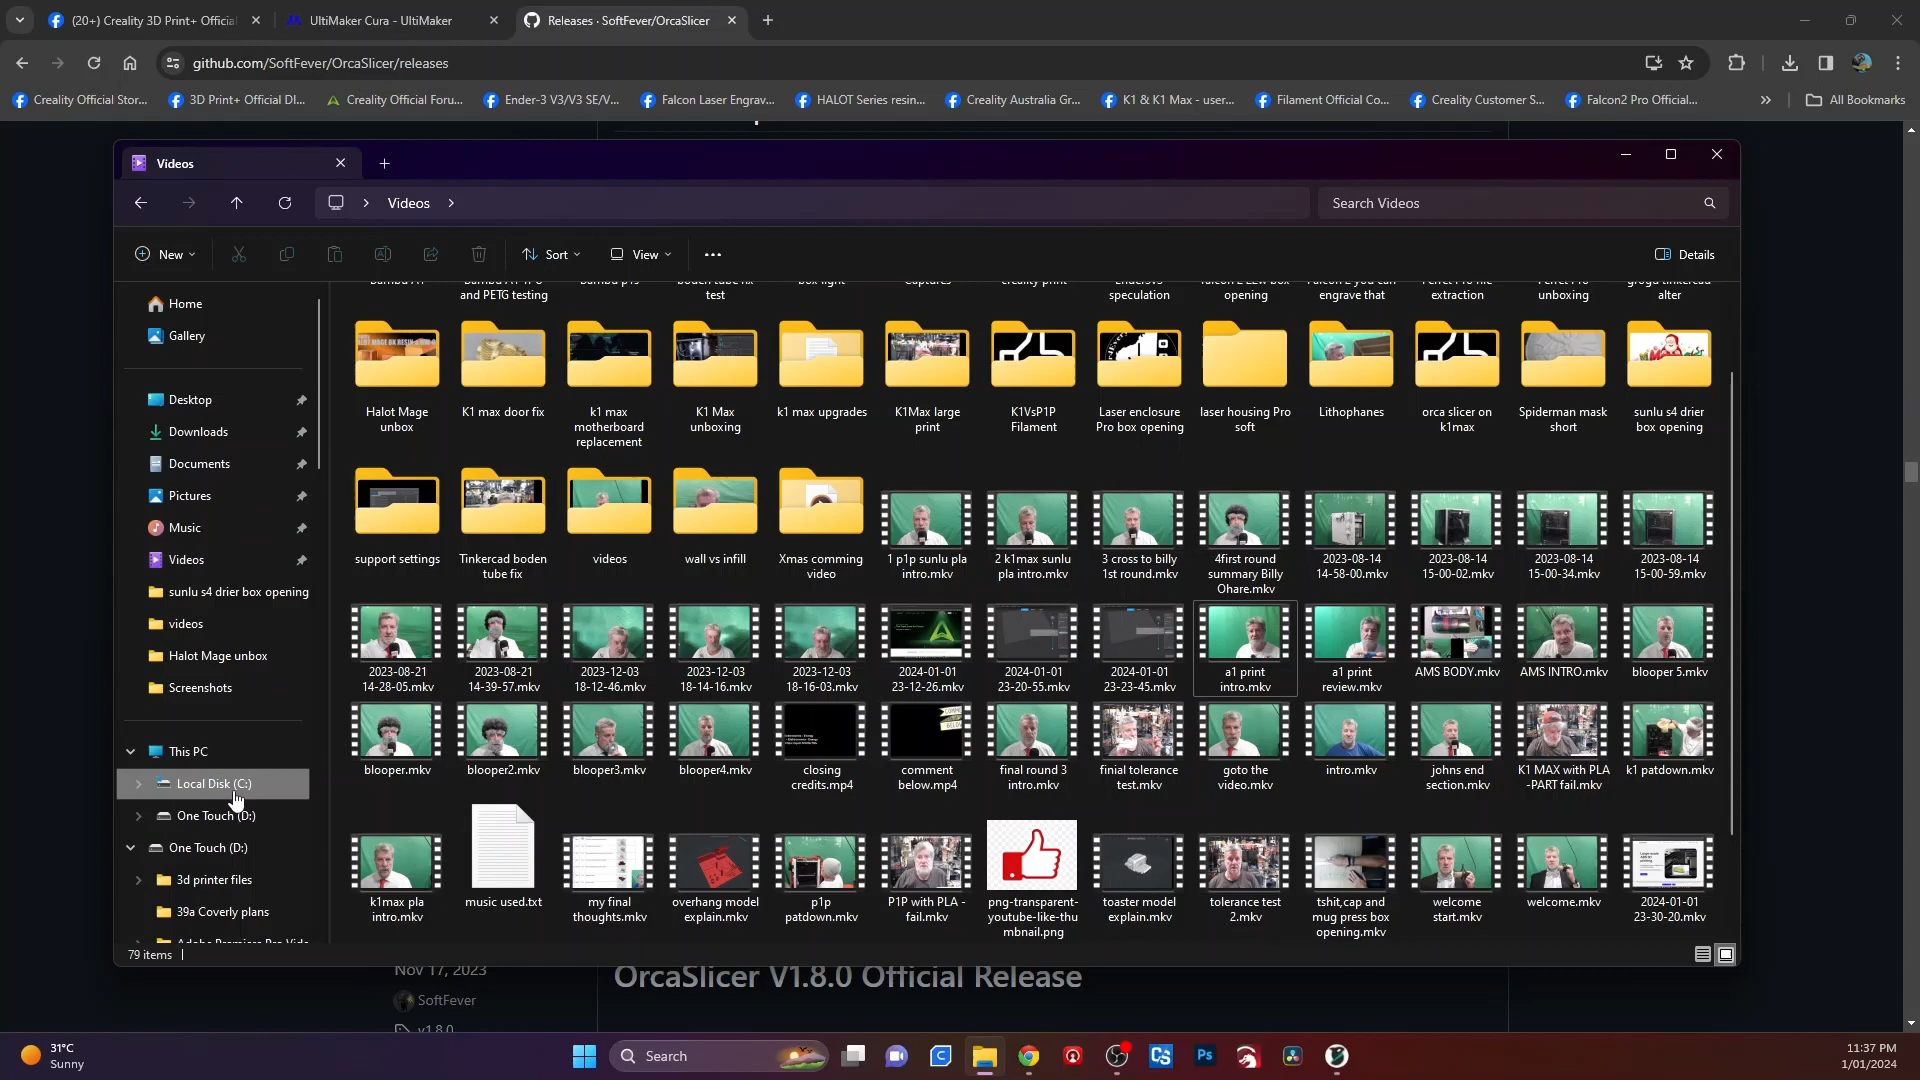 (20+) Creality 3D Print+ Official
UltiMaker Cura - UltiMaker
Releases · SoftFever/OrcaSlicer
github.com/SoftFever/OrcaSlicer/releases
Creality Official Stor...
3D Print+ Official DI...
Creality Official Foru...
Ender-3 V3/V3 SE/V...
Falcon Laser Engrav...
HALOT Series resin...
Creality Australia Gr...
K1 & K1 Max - user...
Filament Official Co...
Creality Customer S...
Falcon2 Pro Official...
All Bookmarks
Videos
Videos
Search Videos
New
Sort
View
Details
Home
Gallery
Desktop
Downloads
Documents
Pictures
Music
Videos
sunlu s4 drier box opening
videos
Halot Mage unbox
Screenshots
This PC
Local Disk (C:)
One Touch (D:)
One Touch (D:)
3d printer files
39a Coverly plans
and PETG testing
test
speculation
opening
engrave that
extraction
unboxing
alter
Halot Mage
unbox
K1 max door fix
k1 max
motherboard
replacement
K1 Max
unboxing
k1 max upgrades
K1Max large
print
K1VsP1P
Filament
Laser enclosure
Pro box opening
laser housing Pro
soft
Lithophanes
orca slicer on
k1max
Spiderman mask
short
sunlu s4 drier
box opening
support settings
Tinkercad boden
tube fix
videos
wall vs infill
Xmas comming
video
1 p1p sunlu pla
intro.mkv
2 k1max sunlu
pla intro.mkv
3 cross to billy
1st round.mkv
4first round
summary Billy
Ohare.mkv
2023-08-14
14-58-00.mkv
2023-08-14
15-00-02.mkv
2023-08-14
15-00-34.mkv
2023-08-14
15-00-59.mkv
2023-08-21
14-28-05.mkv
2023-08-21
14-39-57.mkv
2023-12-03
18-12-46.mkv
2023-12-03
18-14-16.mkv
2023-12-03
18-16-03.mkv
2024-01-01
23-12-26.mkv
2024-01-01
23-20-55.mkv
2024-01-01
23-23-45.mkv
a1 print
intro.mkv
a1 print
review.mkv
AMS BODY.mkv
AMS INTRO.mkv
blooper 5.mkv
blooper.mkv
blooper2.mkv
blooper3.mkv
blooper4.mkv
closing
credits.mp4
comment
below.mp4
final round 3
intro.mkv
finial tolerance
test.mkv
goto the
video.mkv
intro.mkv
johns end
section.mkv
K1 MAX with PLA
-PART fail.mkv
k1 patdown.mkv
k1max pla
intro.mkv
music used.txt
my final
thoughts.mkv
overhang model
explain.mkv
p1p
patdown.mkv
P1P with PLA -
fail.mkv
png-transparent-
youtube-like-thu
mbnail.png
toaster model
explain.mkv
tolerance test
2.mkv
tshit,cap and
mug press box
opening.mkv
welcome
start.mkv
welcome.mkv
2024-01-01
23-30-20.mkv
79 items
Nov 17, 2023
SoftFever
v1.8.0
OrcaSlicer V1.8.0 Official Release
31°C
Sunny
Search
11:37 PM
1/01/2024